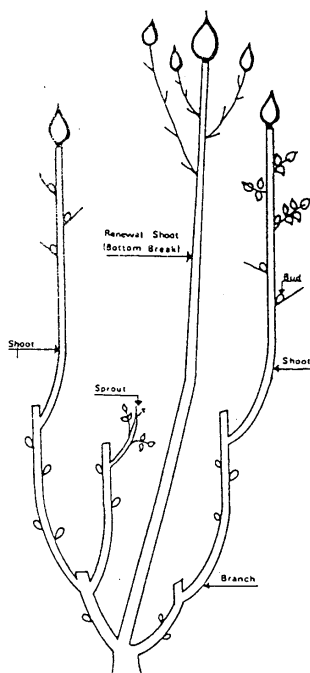 Renewal Shoot
(Bottom Break)
Bud
Shoot
Shoot
Sprout
Branch